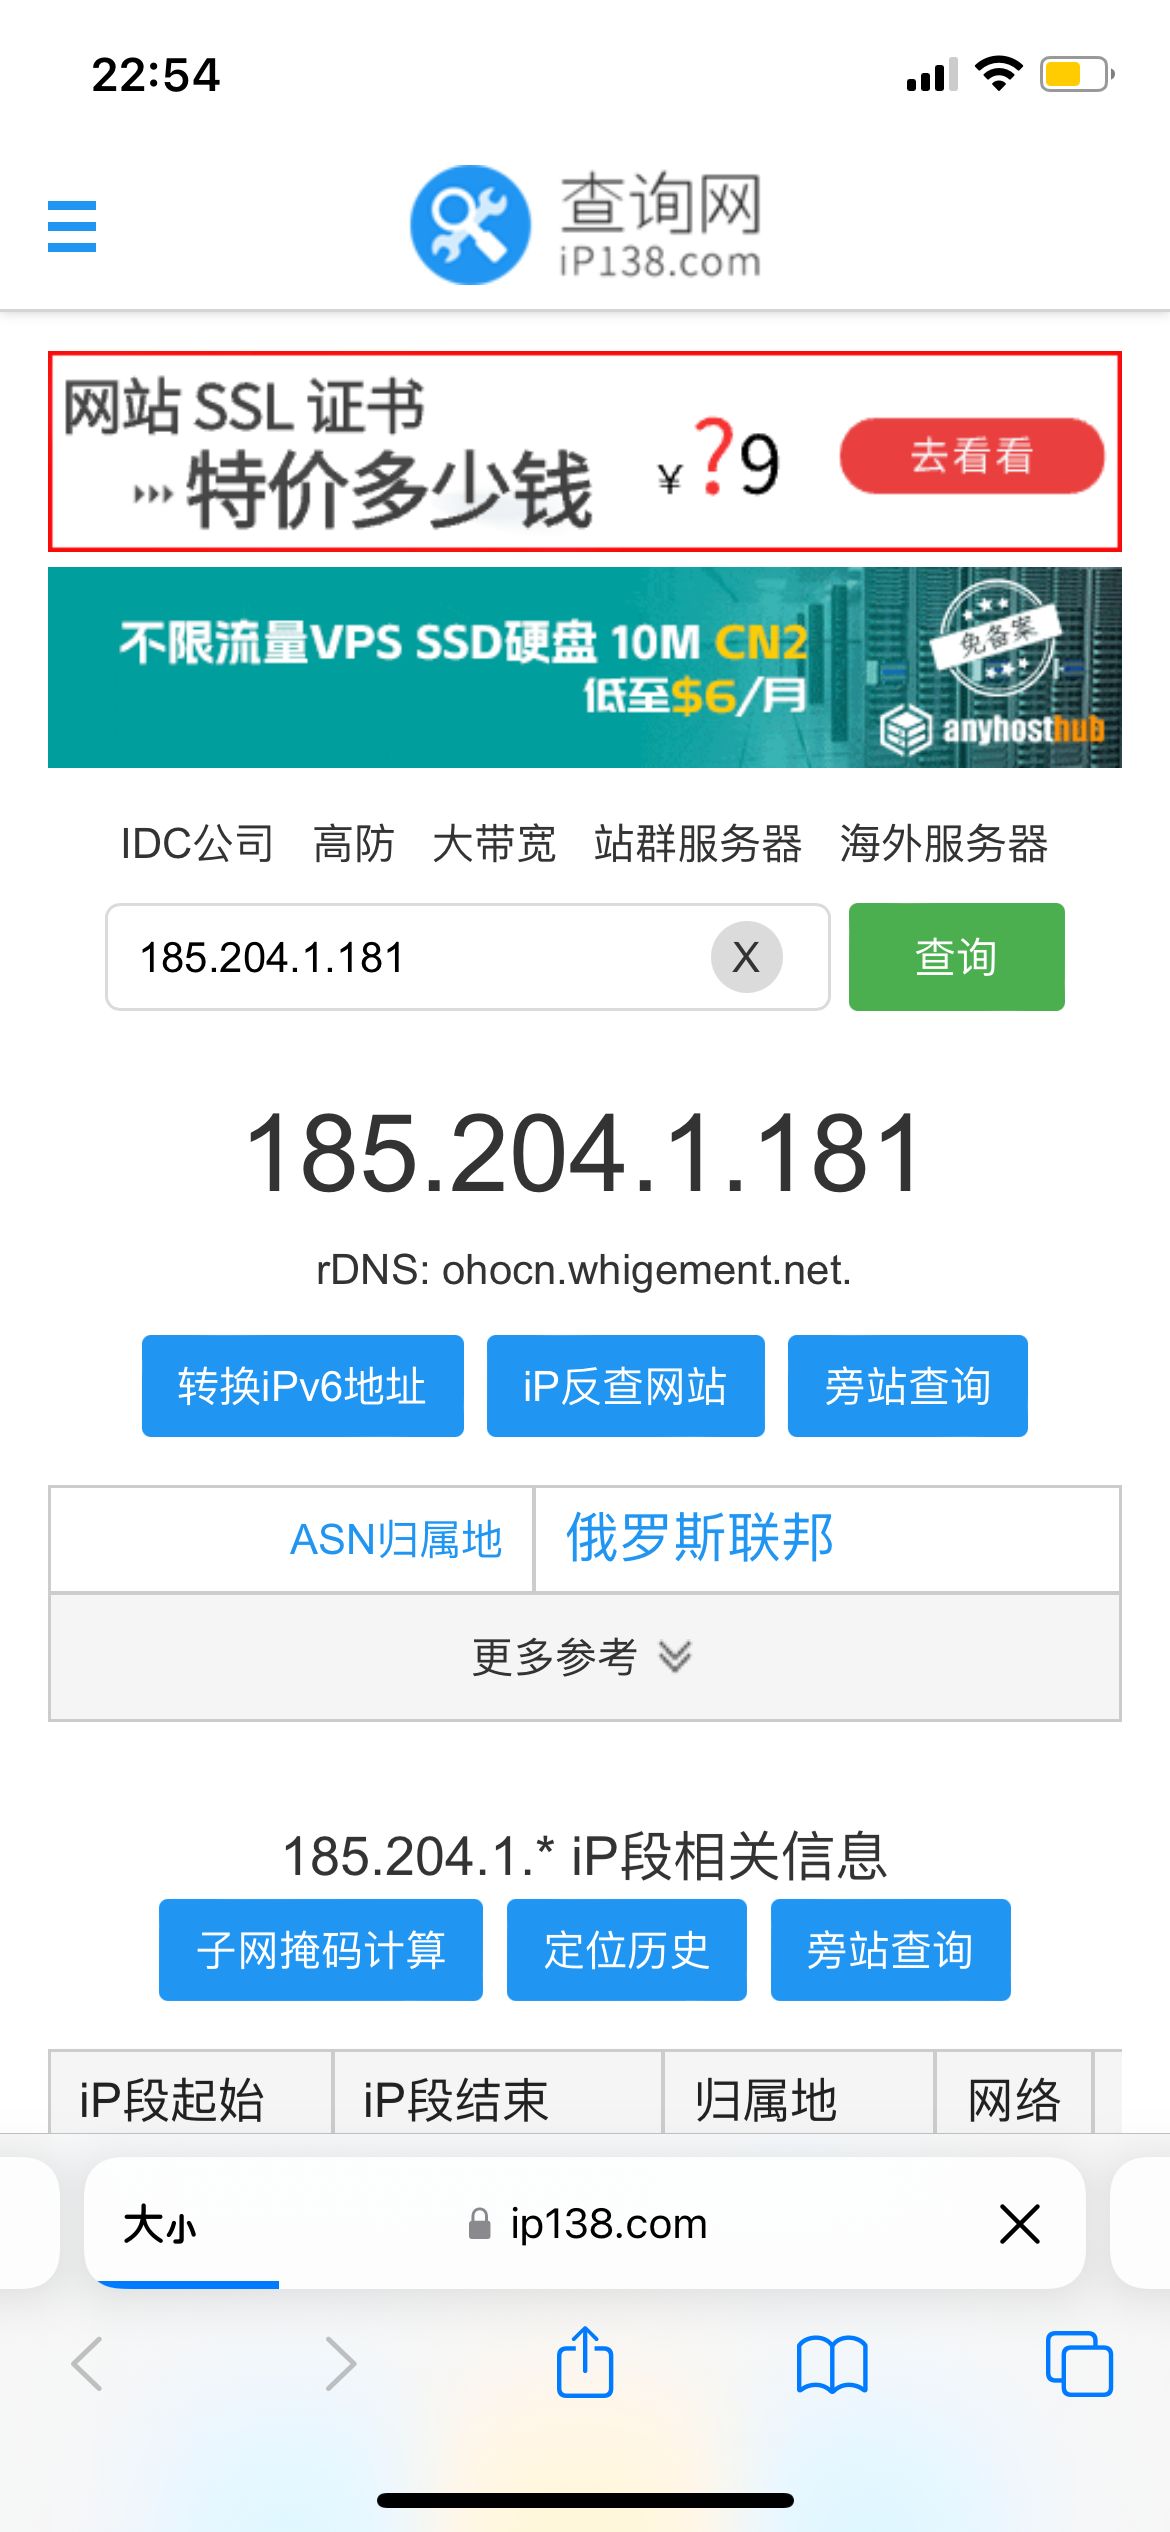 22:54
查询网
iP138.com
网站 SSL 证书
特价多少钱 ¥?9 去看看
不限流量VPS SSD硬盘 10M CN2
低至$6/月
免备案
anyhosthub
IDC公司 高防 大带宽 站群服务器 海外服务器
185.204.1.181 X 查询
185.204.1.181
rDNS: ohocn.whigement.net.
转换iPv6地址 iP反查网站 旁站查询
ASN归属地 俄罗斯联邦
更多参考
185.204.1.* iP段相关信息
子网掩码计算 定位历史 旁站查询
iP段起始 iP段结束 归属地 网络
大小 ip138.com